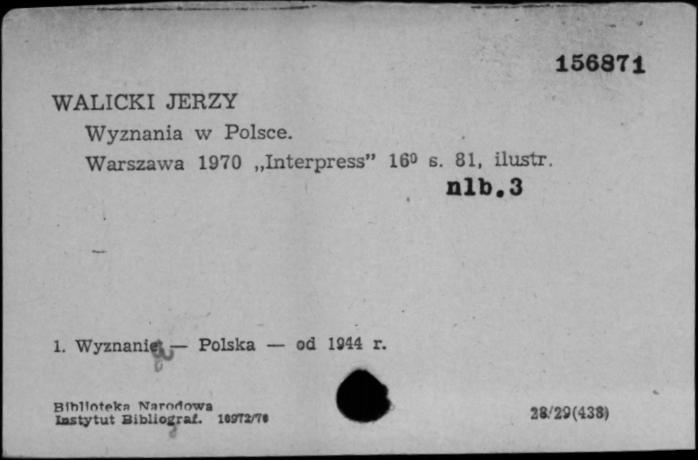 156871
WALICKI JERZY
Wyznania w Polsce.
Warszawa 1970 „Interpress” 16⁰ s. 81, ilustr.
nlb.3
1. Wyznania — Polska — od 1944 r.
Biblioteka Narodowa
Instytut Bibliograf. 16972/70
28/29(438)